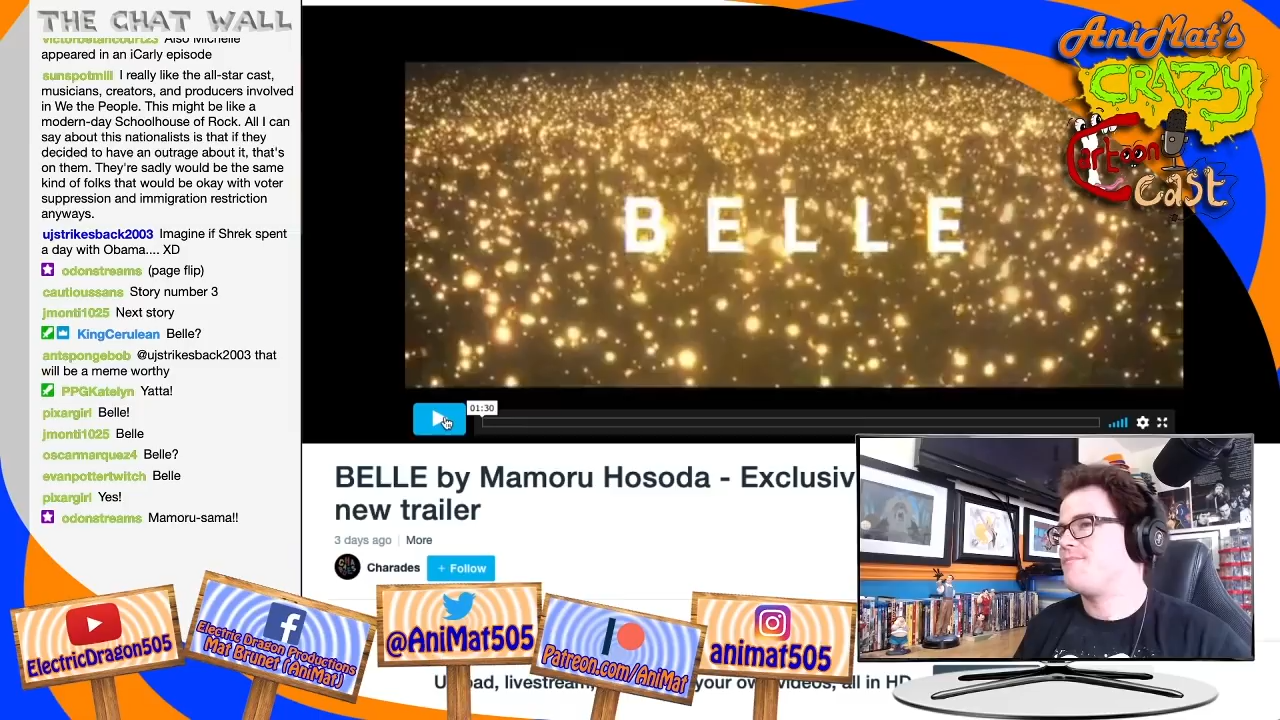 THE CHAT WALL
victorbetancourt23 Also Michelle
appeared in an iCarly episode
sunspotmill I really like the all-star cast,
musicians, creators, and producers involved
in We the People. This might be like a
modern-day Schoolhouse of Rock. All I can
say about this nationalists is that if they
decided to have an outrage about it, that's
on them. They're sadly would be the same
kind of folks that would be okay with voter
suppression and immigration restriction
anyways.
ujstrikesback2003 Imagine if Shrek spent
a day with Obama.... XD
odonstreams (page flip)
cautioussans Story number 3
jmonti1025 Next story
KingCerulean Belle?
antspongebob @ujstrikesback2003 that
will be a meme worthy
PPGKatelyn Yatta!
pixargirl Belle!
jmonti1025 Belle
oscarmarquez4 Belle?
evanpottertwitch Belle
pixargirl Yes!
odonstreams Mamoru-sama!!
BELLE
01:30
AniMat's
CRAZY
Cartoon
Cast
BELLE by Mamoru Hosoda - Exclusiv
new trailer
3 days ago
More
Charades
+ Follow
ElectricDragon505
Electric Dragon Productions
Mat Brunet (AniMat)
@AniMat505
Patreon.com/AniMat
animat505
livestream,
your
videos, all in HD